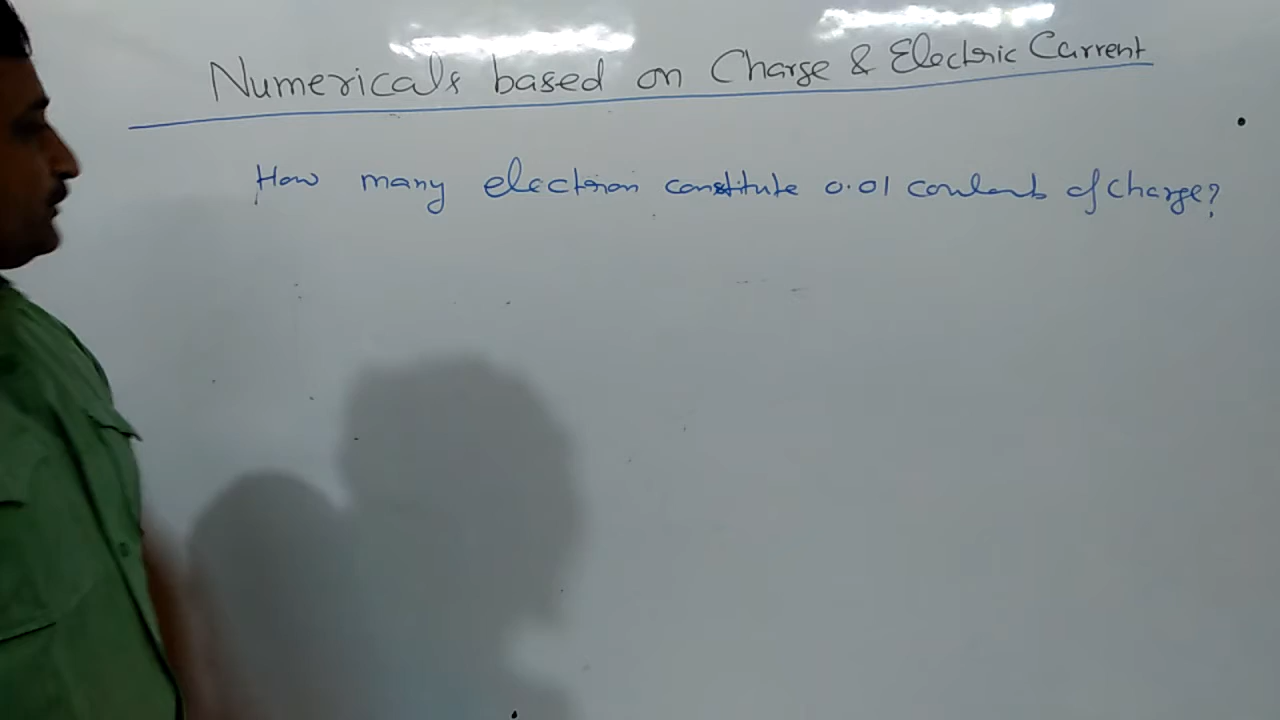 Numericals based on Charge & Electric Current
How many electron constitute 0.01 coulomb of charge?